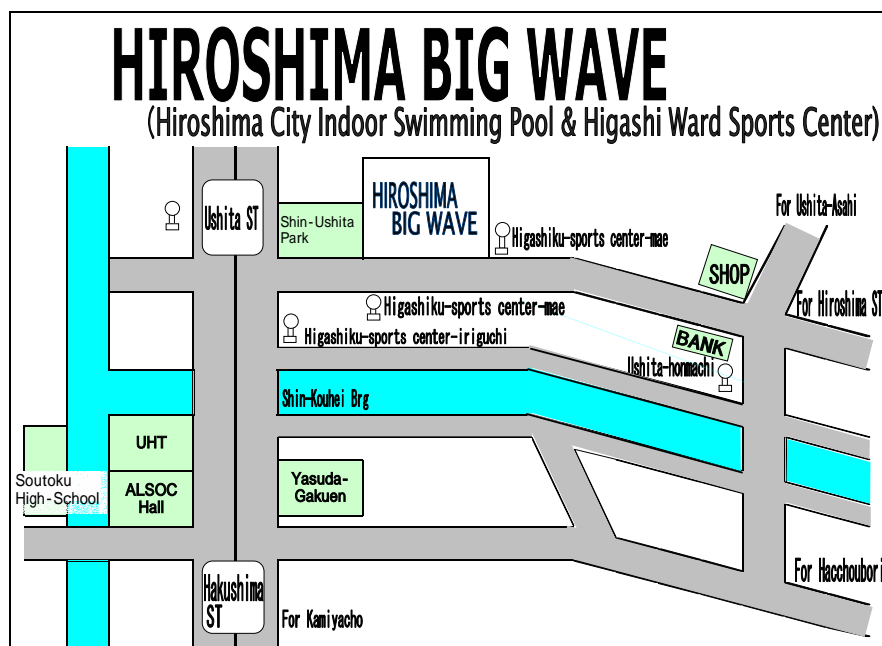 HIROSHIMA BIG WAVE
(Hiroshima City Indoor Swimming Pool & Higashi Ward Sports Center)
Ushita ST
Shin-Ushita
Park
HIROSHIMA
BIG WAVE
Higashiku-sports center-mae
For Ushita-Asahi
SHOP
For Hiroshima ST
Higashiku-sports center-mae
Higashiku-sports center-iriguchi
BANK
Ushita-honmachi
Shin-Kouhei Brg
UHT
Soutoku
High-School
ALSOC
Hall
Yasuda-
Gakuen
Hakushima
ST
For Kamiyacho
For Hacchoubori